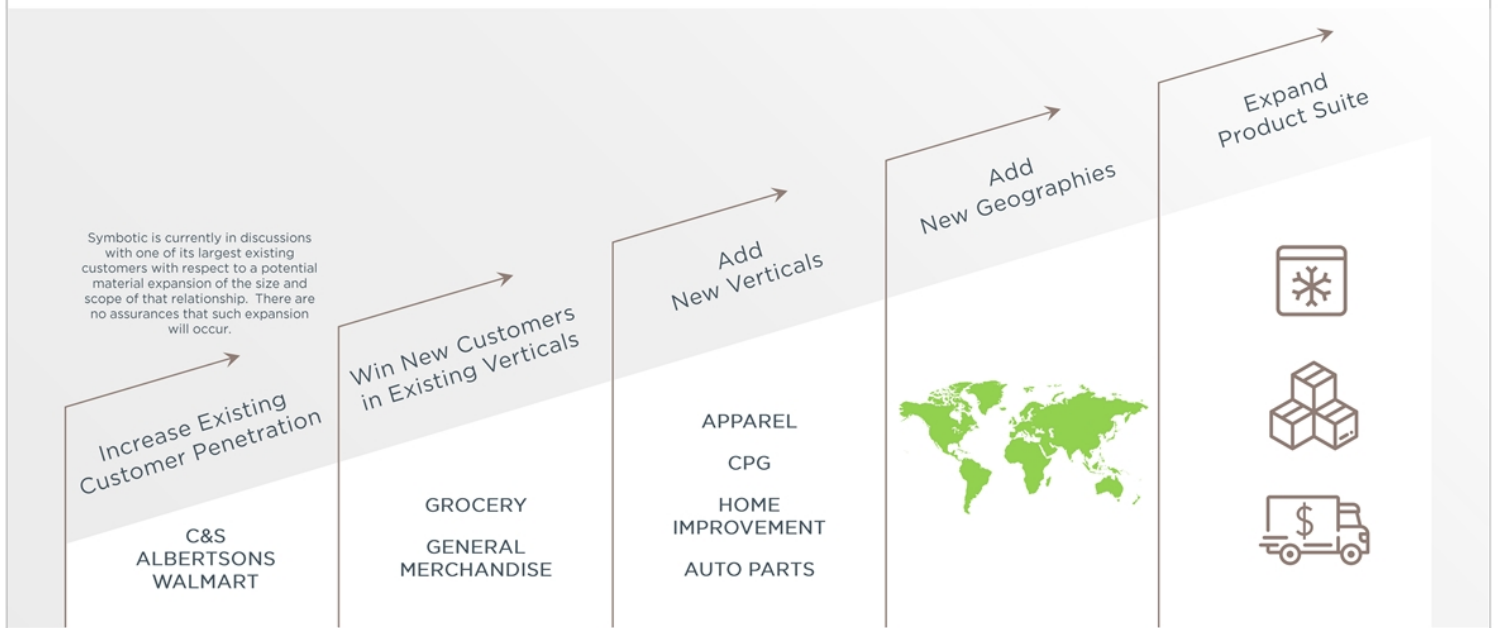 Symbotic is currently in discussions
with one of its largest existing
customers with respect to a potential
material expansion of the size and
scope of that relationship.  There are
no assurances that such expansion
will occur.
Increase Existing
Customer Penetration
C&S
ALBERTSONS
WALMART
Win New Customers
in Existing Verticals
GROCERY
GENERAL
MERCHANDISE
Add
New Verticals
APPAREL
CPG
HOME
IMPROVEMENT
AUTO PARTS
Add
New Geographies
Expand
Product Suite
$